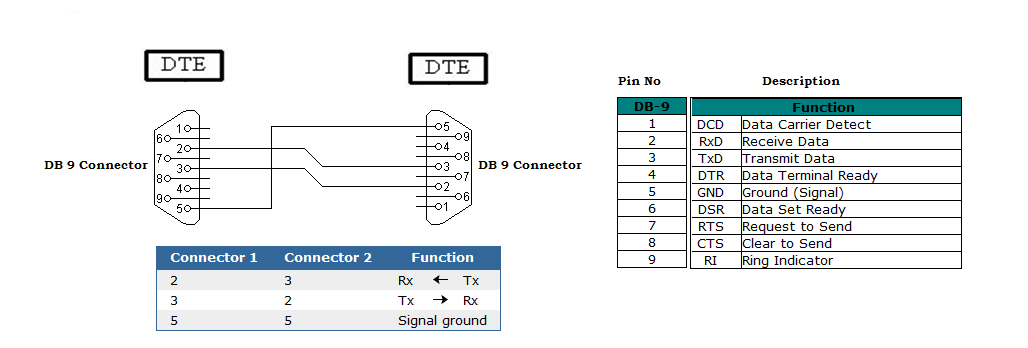 DTE
DTE
DB 9 Connector
1
6
2
7
3
8
4
9
5
5
9
4
8
3
7
2
6
1
DB 9 Connector
Connector 1 Connector 2 Function
2 3 Rx ← Tx
3 2 Tx → Rx
5 5 Signal ground
Pin No Description
DB-9 Function
1 DCD Data Carrier Detect
2 RxD Receive Data
3 TxD Transmit Data
4 DTR Data Terminal Ready
5 GND Ground (Signal)
6 DSR Data Set Ready
7 RTS Request to Send
8 CTS Clear to Send
9 RI Ring Indicator